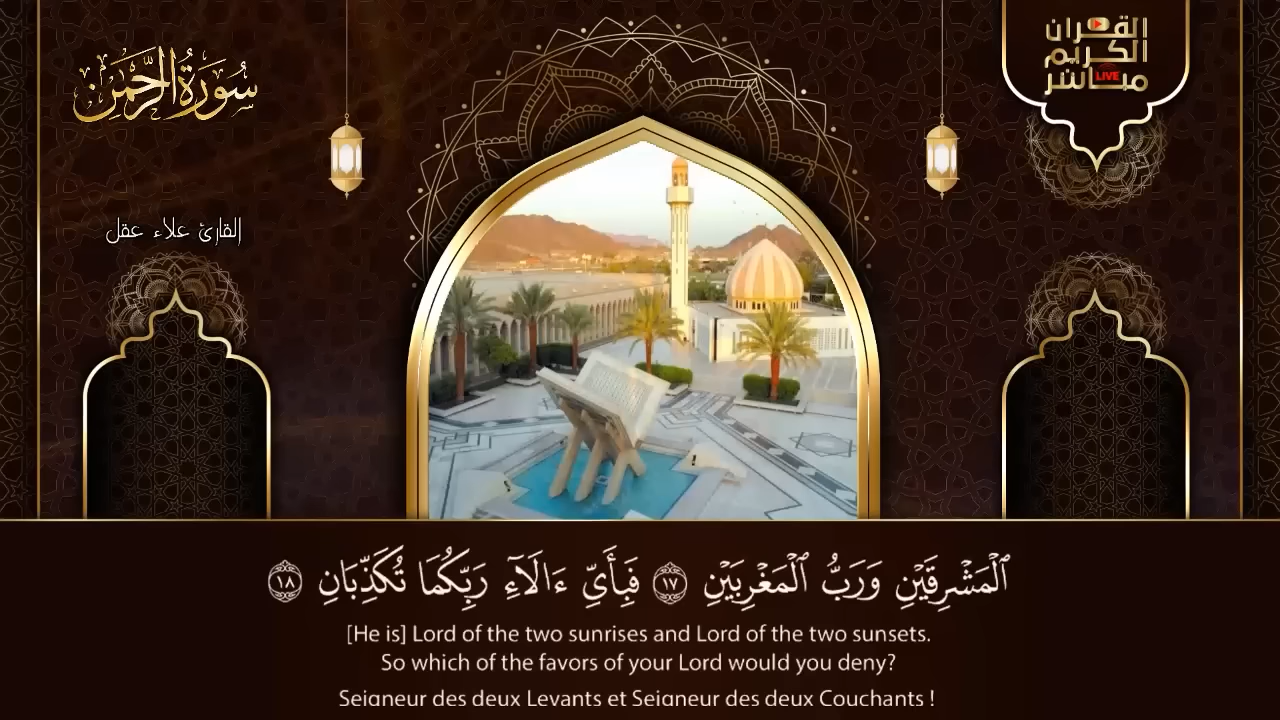 سُورَةُ الرَّحْمَٰن
القران
الكريم
مباشر
LIVE
القارئ علاء عقل
ٱلْمَشْرِقَيْنِ وَرَبُّ ٱلْمَغْرِبَيْنِ ١٧ فَبِأَيِّ ءَالَآءِ رَبِّكُمَا تُكَذِّبَانِ ١٨
[He is] Lord of the two sunrises and Lord of the two sunsets.
So which of the favors of your Lord would you deny?
Seigneur des deux Levants et Seigneur des deux Couchants !